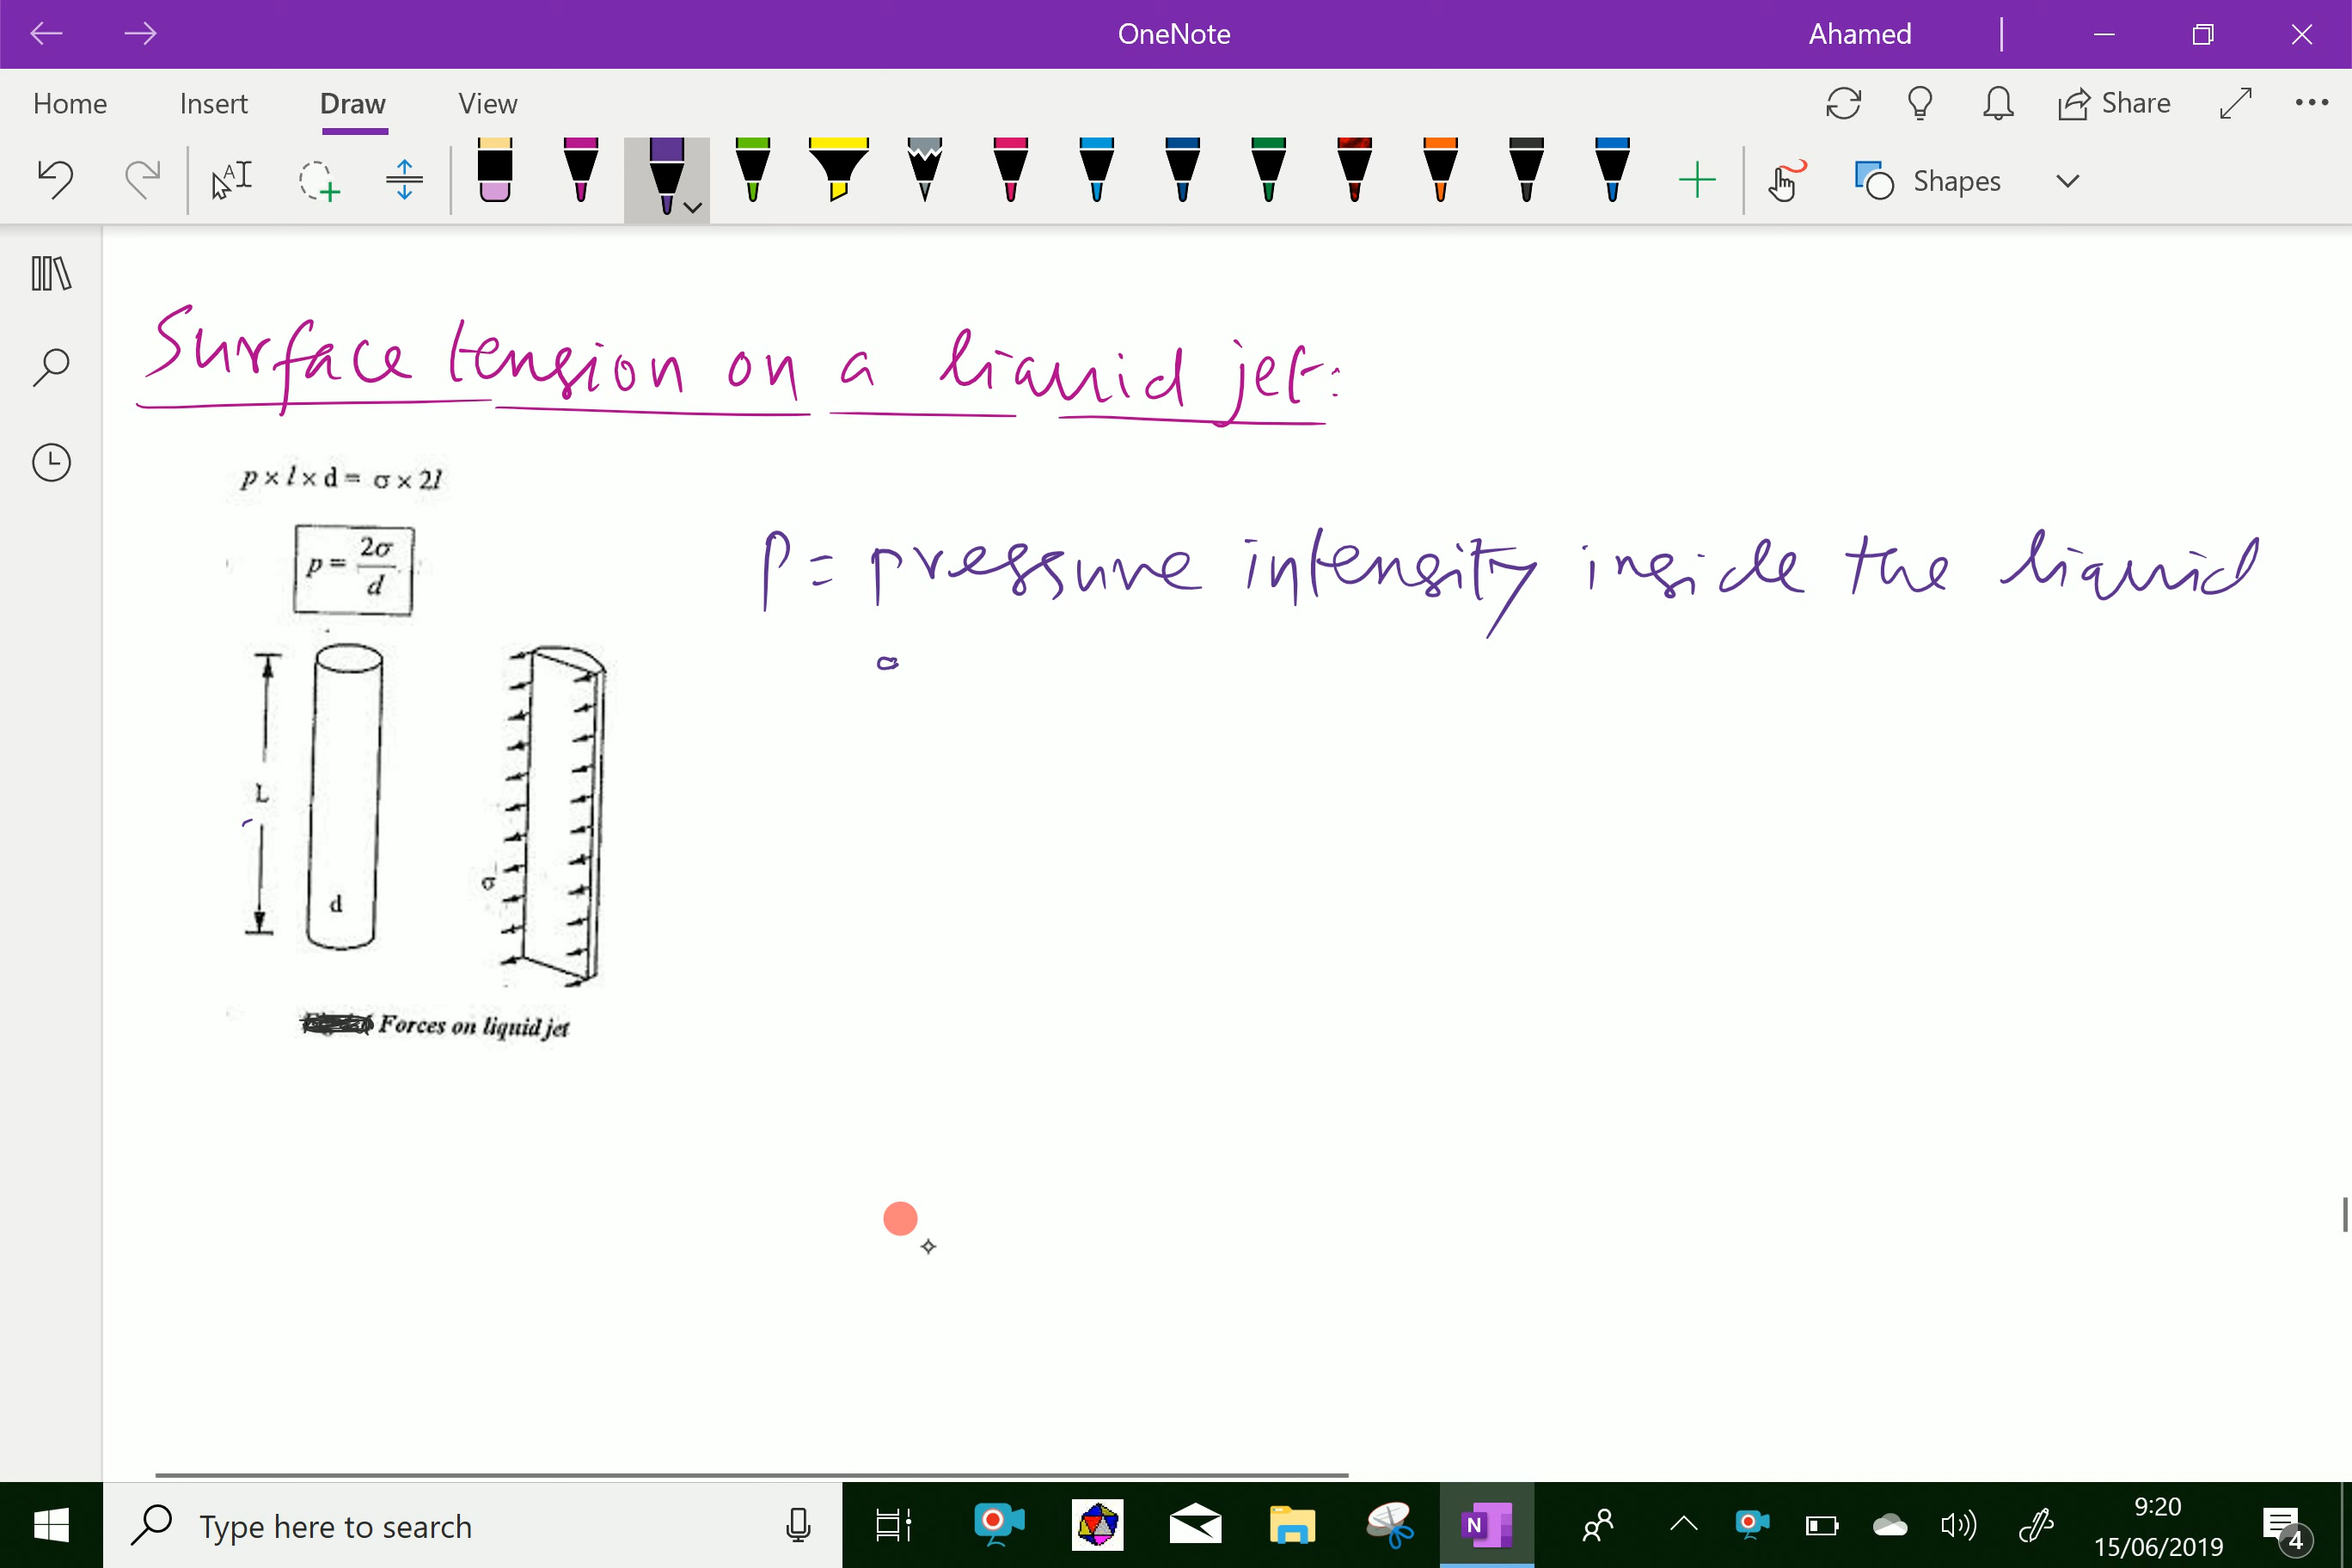 OneNote
Ahamed
Home Insert Draw View
Share
Shapes
Surface tension on a liquid jet:
p × l × d = σ × 2l
p = 2σ/d
P = pressure intensity inside the liquid
L
d
σ
Forces on liquid jet
Type here to search
N
9:20
15/06/2019
4